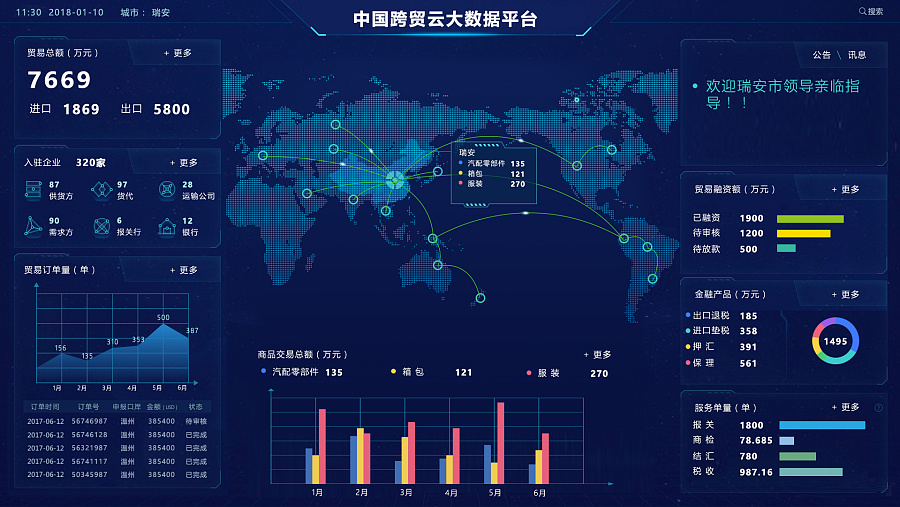 11:30 2018-01-10 城市： 瑞安
中国跨贸云大数据平台
搜索
贸易总额（万元） + 更多
7669
进口 1869 出口 5800
入驻企业 320家 + 更多
87 供货方
97 货代
28 运输公司
90 需求方
6 报关行
12 银行
贸易订单量（单） + 更多
156 135 310 353 500 387
1月 2月 3月 4月 5月 6月
订单时间 订单号 申报口岸 金额(USD) 状态
2017-06-12 56746987 温州 385400 待审核
2017-06-12 56746128 温州 385400 已完成
2017-06-12 56321987 温州 385400 已完成
2017-06-12 56741117 温州 385400 已完成
2017-06-12 50345987 温州 385400 已完成
瑞安
汽配零部件 135
箱包 121
服装 270
商品交易总额（万元） + 更多
汽配零部件 135 箱包 121 服装 270
1月 2月 3月 4月 5月 6月
公告 \ 讯息
欢迎瑞安市领导亲临指
导！！
贸易融资额（万元） + 更多
已融资 1900
待审核 1200
待放款 500
金融产品（万元） + 更多
出口退税 185
进口垫税 358
押 汇 391
保 理 561
1495
服务单量（单） + 更多
报 关 1800
商 检 78.685
结 汇 780
税 收 987.16